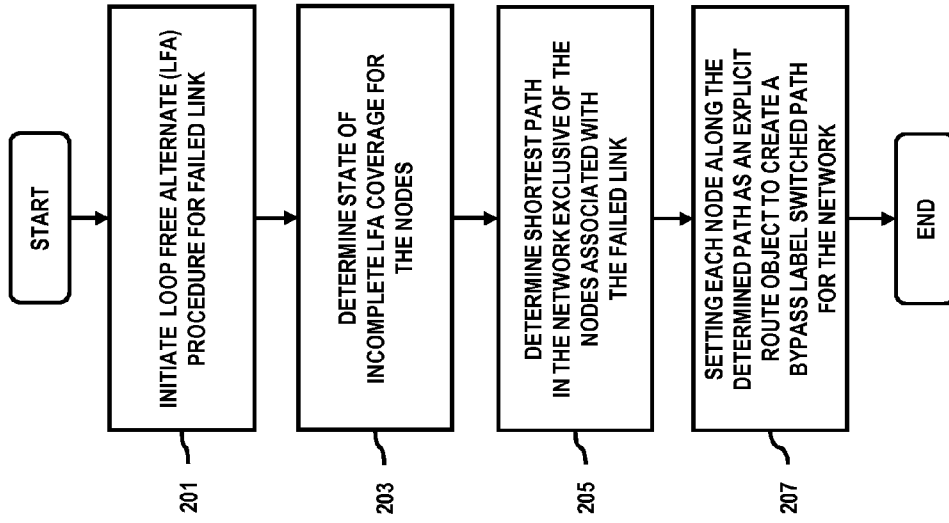 START
201
INITIATE LOOP FREE ALTERNATE (LFA)
PROCEDURE FOR FAILED LINK
203
DETERMINE STATE OF
INCOMPLETE LFA COVERAGE FOR
THE NODES
205
DETERMINE SHORTEST PATH
IN THE NETWORK EXCLUSIVE OF THE
NODES ASSOCIATED WITH
THE FAILED LINK
207
SETTING EACH NODE ALONG THE
DETERMINED PATH AS AN EXPLICIT
ROUTE OBJECT TO CREATE A
BYPASS LABEL SWITCHED PATH
FOR THE NETWORK
END